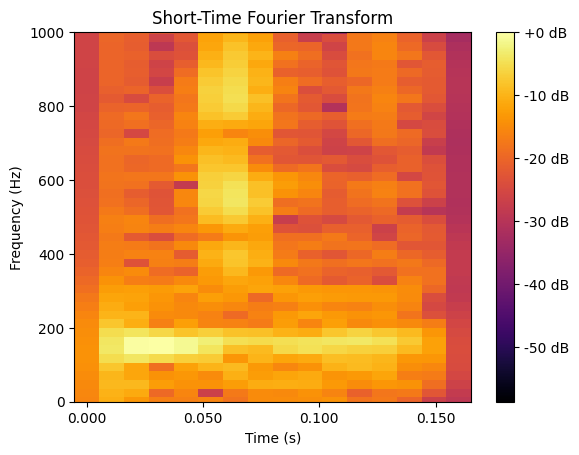 Short-Time Fourier Transform
1000
800
600
400
200
0
Frequency (Hz)
0.000
0.050
0.100
0.150
Time (s)
+0 dB
-10 dB
-20 dB
-30 dB
-40 dB
-50 dB